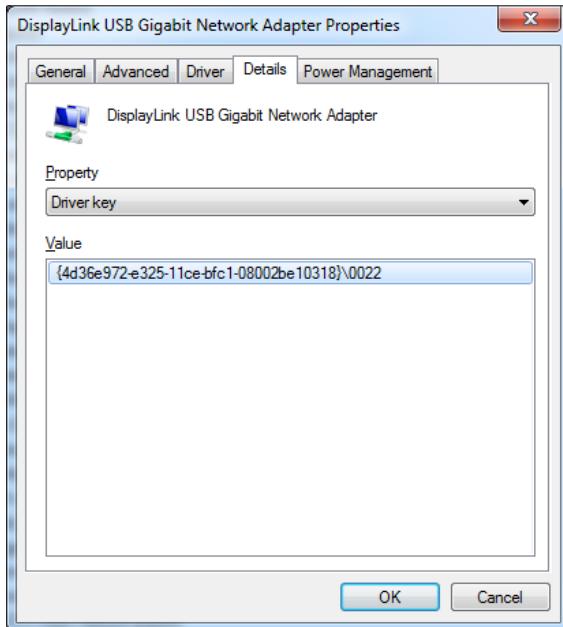 DisplayLink USB Gigabit Network Adapter Properties
General Advanced Driver Details Power Management
DisplayLink USB Gigabit Network Adapter
Property
Driver key
Value
{4d36e972-e325-11ce-bfc1-08002be10318}\0022
OK Cancel